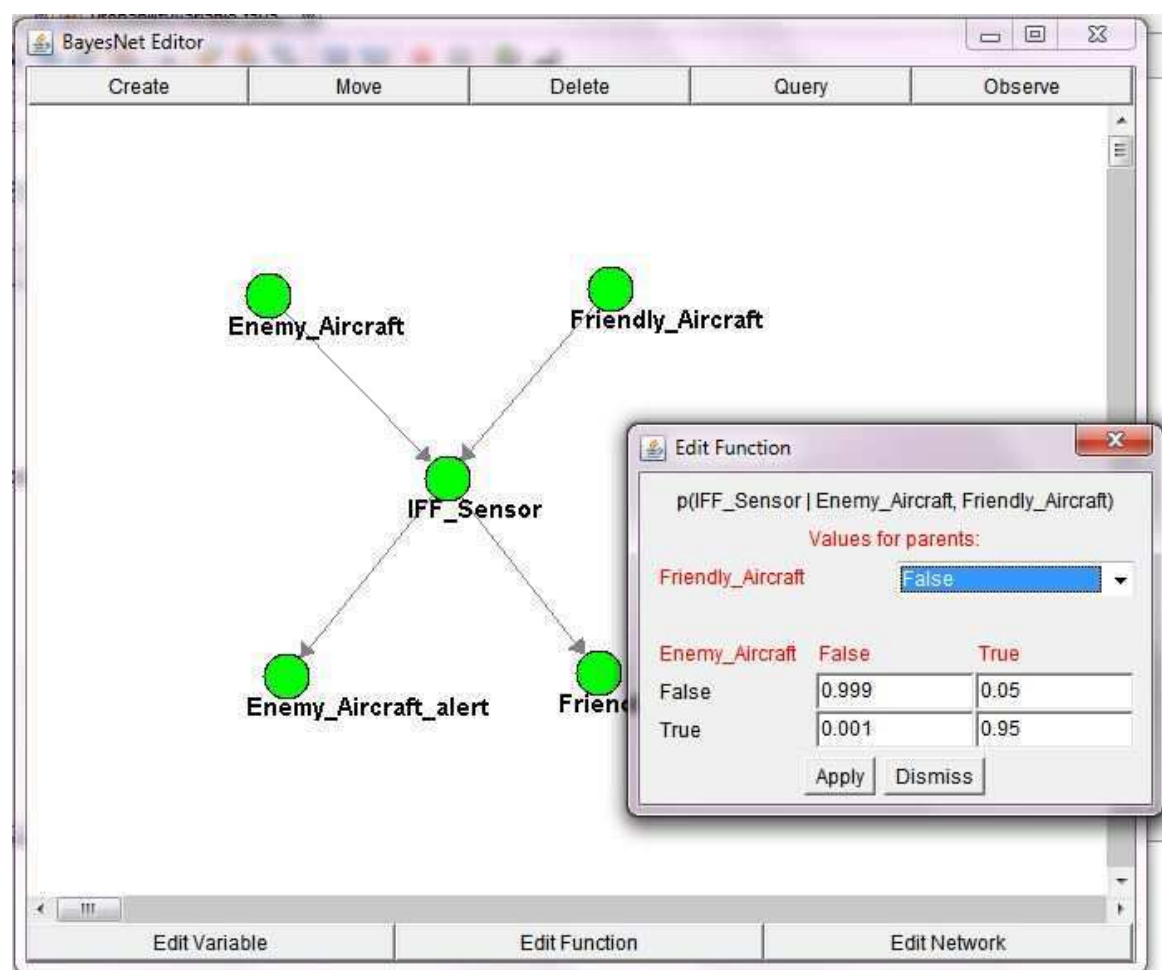 BayesNet Editor
Create Move Delete Query Observe
Enemy_Aircraft
Friendly_Aircraft
IFF_Sensor
Enemy_Aircraft_alert
Edit Function
p(IFF_Sensor | Enemy_Aircraft, Friendly_Aircraft)
Values for parents:
Friendly_Aircraft False
Enemy_Aircraft False True
False 0.999 0.05
True 0.001 0.95
Apply Dismiss
Edit Variable Edit Function Edit Network